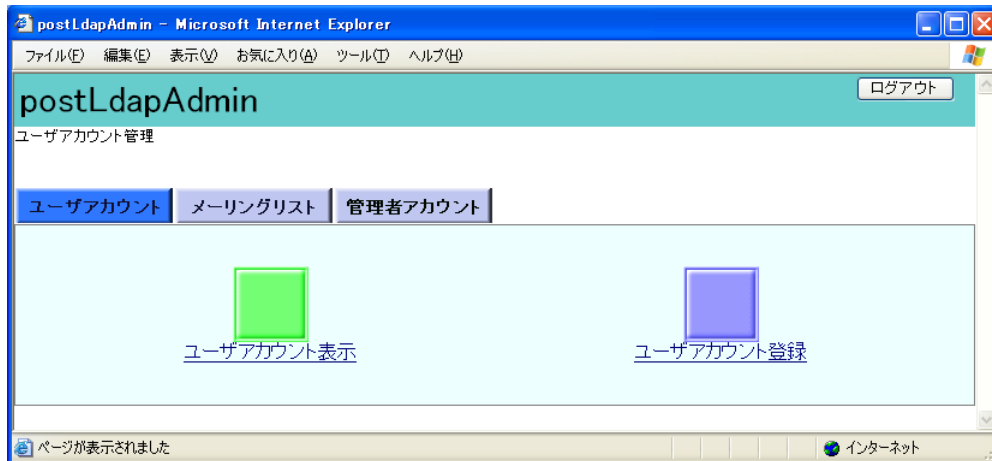 postLdapAdmin - Microsoft Internet Explorer
ファイル(F) 編集(E) 表示(V) お気に入り(A) ツール(T) ヘルプ(H)
postLdapAdmin
ログアウト
ユーザアカウント管理
ユーザアカウント メーリングリスト 管理者アカウント
ユーザアカウント表示 ユーザアカウント登録
ページが表示されました インターネット